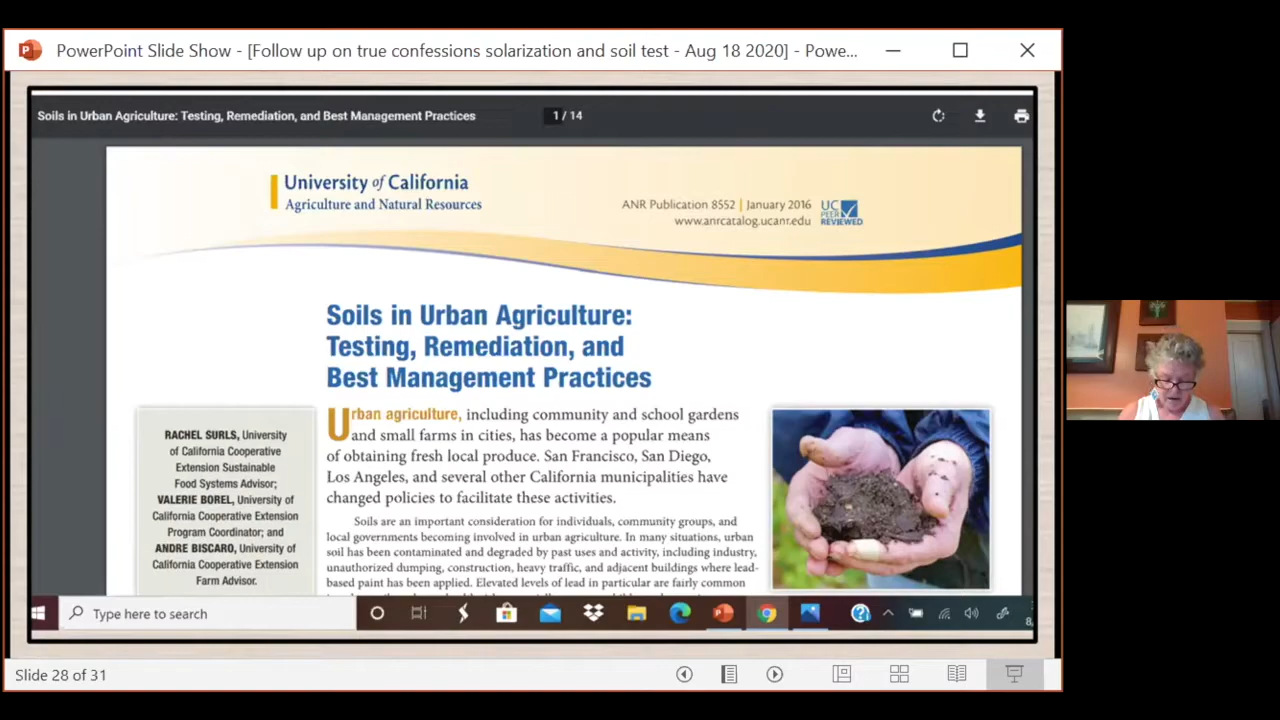 PowerPoint Slide Show - [Follow up on true confessions solarization and soil test - Aug 18 2020] - Powe...
Soils in Urban Agriculture: Testing, Remediation, and Best Management Practices
1 / 14
University of California
Agriculture and Natural Resources
ANR Publication 8552 | January 2016
www.anrcatalog.ucanr.edu
UC
PEER
REVIEWED
Soils in Urban Agriculture:
Testing, Remediation, and
Best Management Practices
RACHEL SURLS, University
of California Cooperative
Extension Sustainable
Food Systems Advisor;
VALERIE BOREL, University of
California Cooperative Extension
Program Coordinator; and
ANDRE BISCARO, University of
California Cooperative Extension
Farm Advisor.
Urban agriculture, including community and school gardens
and small farms in cities, has become a popular means
of obtaining fresh local produce. San Francisco, San Diego,
Los Angeles, and several other California municipalities have
changed policies to facilitate these activities.
Soils are an important consideration for individuals, community groups, and
local governments becoming involved in urban agriculture. In many situations, urban
soil has been contaminated and degraded by past uses and activity, including industry,
unauthorized dumping, construction, heavy traffic, and adjacent buildings where lead-
based paint has been applied. Elevated levels of lead in particular are fairly common
Type here to search
Slide 28 of 31